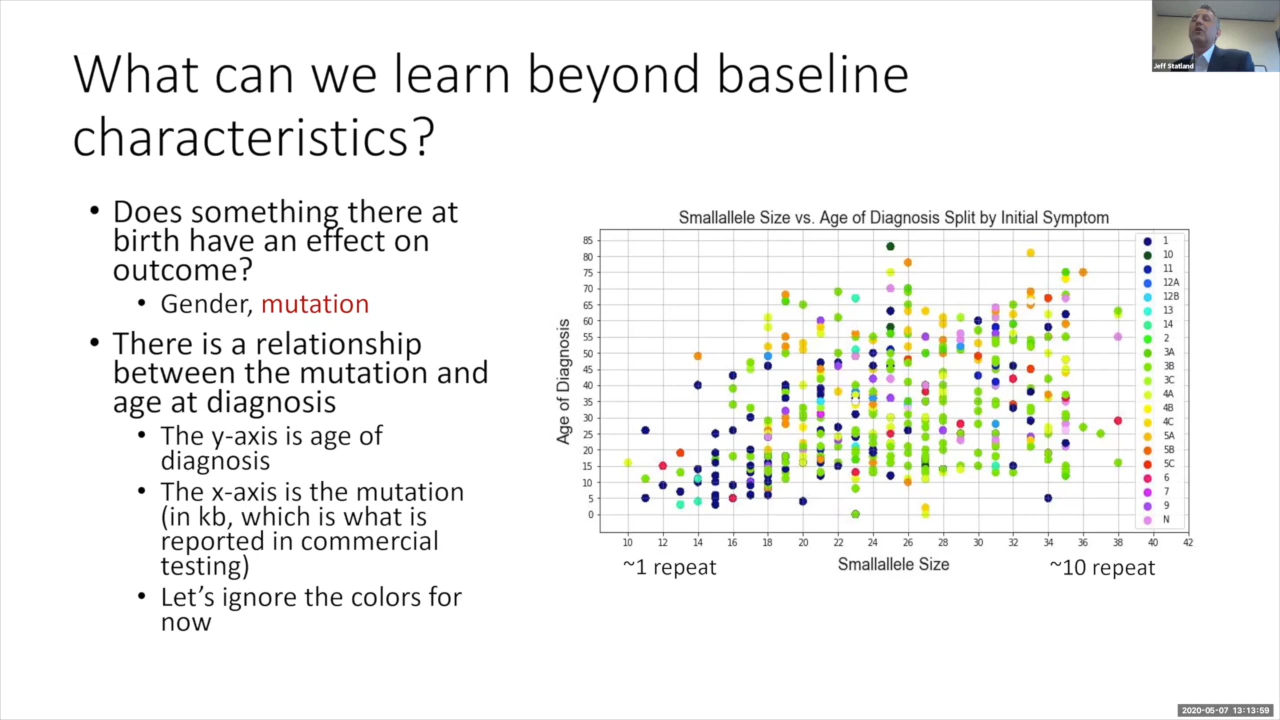 Jeff Statland
What can we learn beyond baseline
characteristics?
• Does something there at
birth have an effect on
outcome?
• Gender, mutation
• There is a relationship
between the mutation and
age at diagnosis
• The y-axis is age of
diagnosis
• The x-axis is the mutation
(in kb, which is what is
reported in commercial
testing)
• Let's ignore the colors for
now
Smallallele Size vs. Age of Diagnosis Split by Initial Symptom
Age of Diagnosis
85
80
75
70
65
60
55
50
45
40
35
30
25
20
15
10
5
0
10 12 14 16 18 20 22 24 26 28 30 32 34 36 38 40 42
1
10
11
12A
12B
13
14
2
3A
3B
3C
4A
4B
4C
5A
5B
5C
6
7
9
N
~1 repeat
Smallallele Size
~10 repeat
2020-05-07 13:13:59